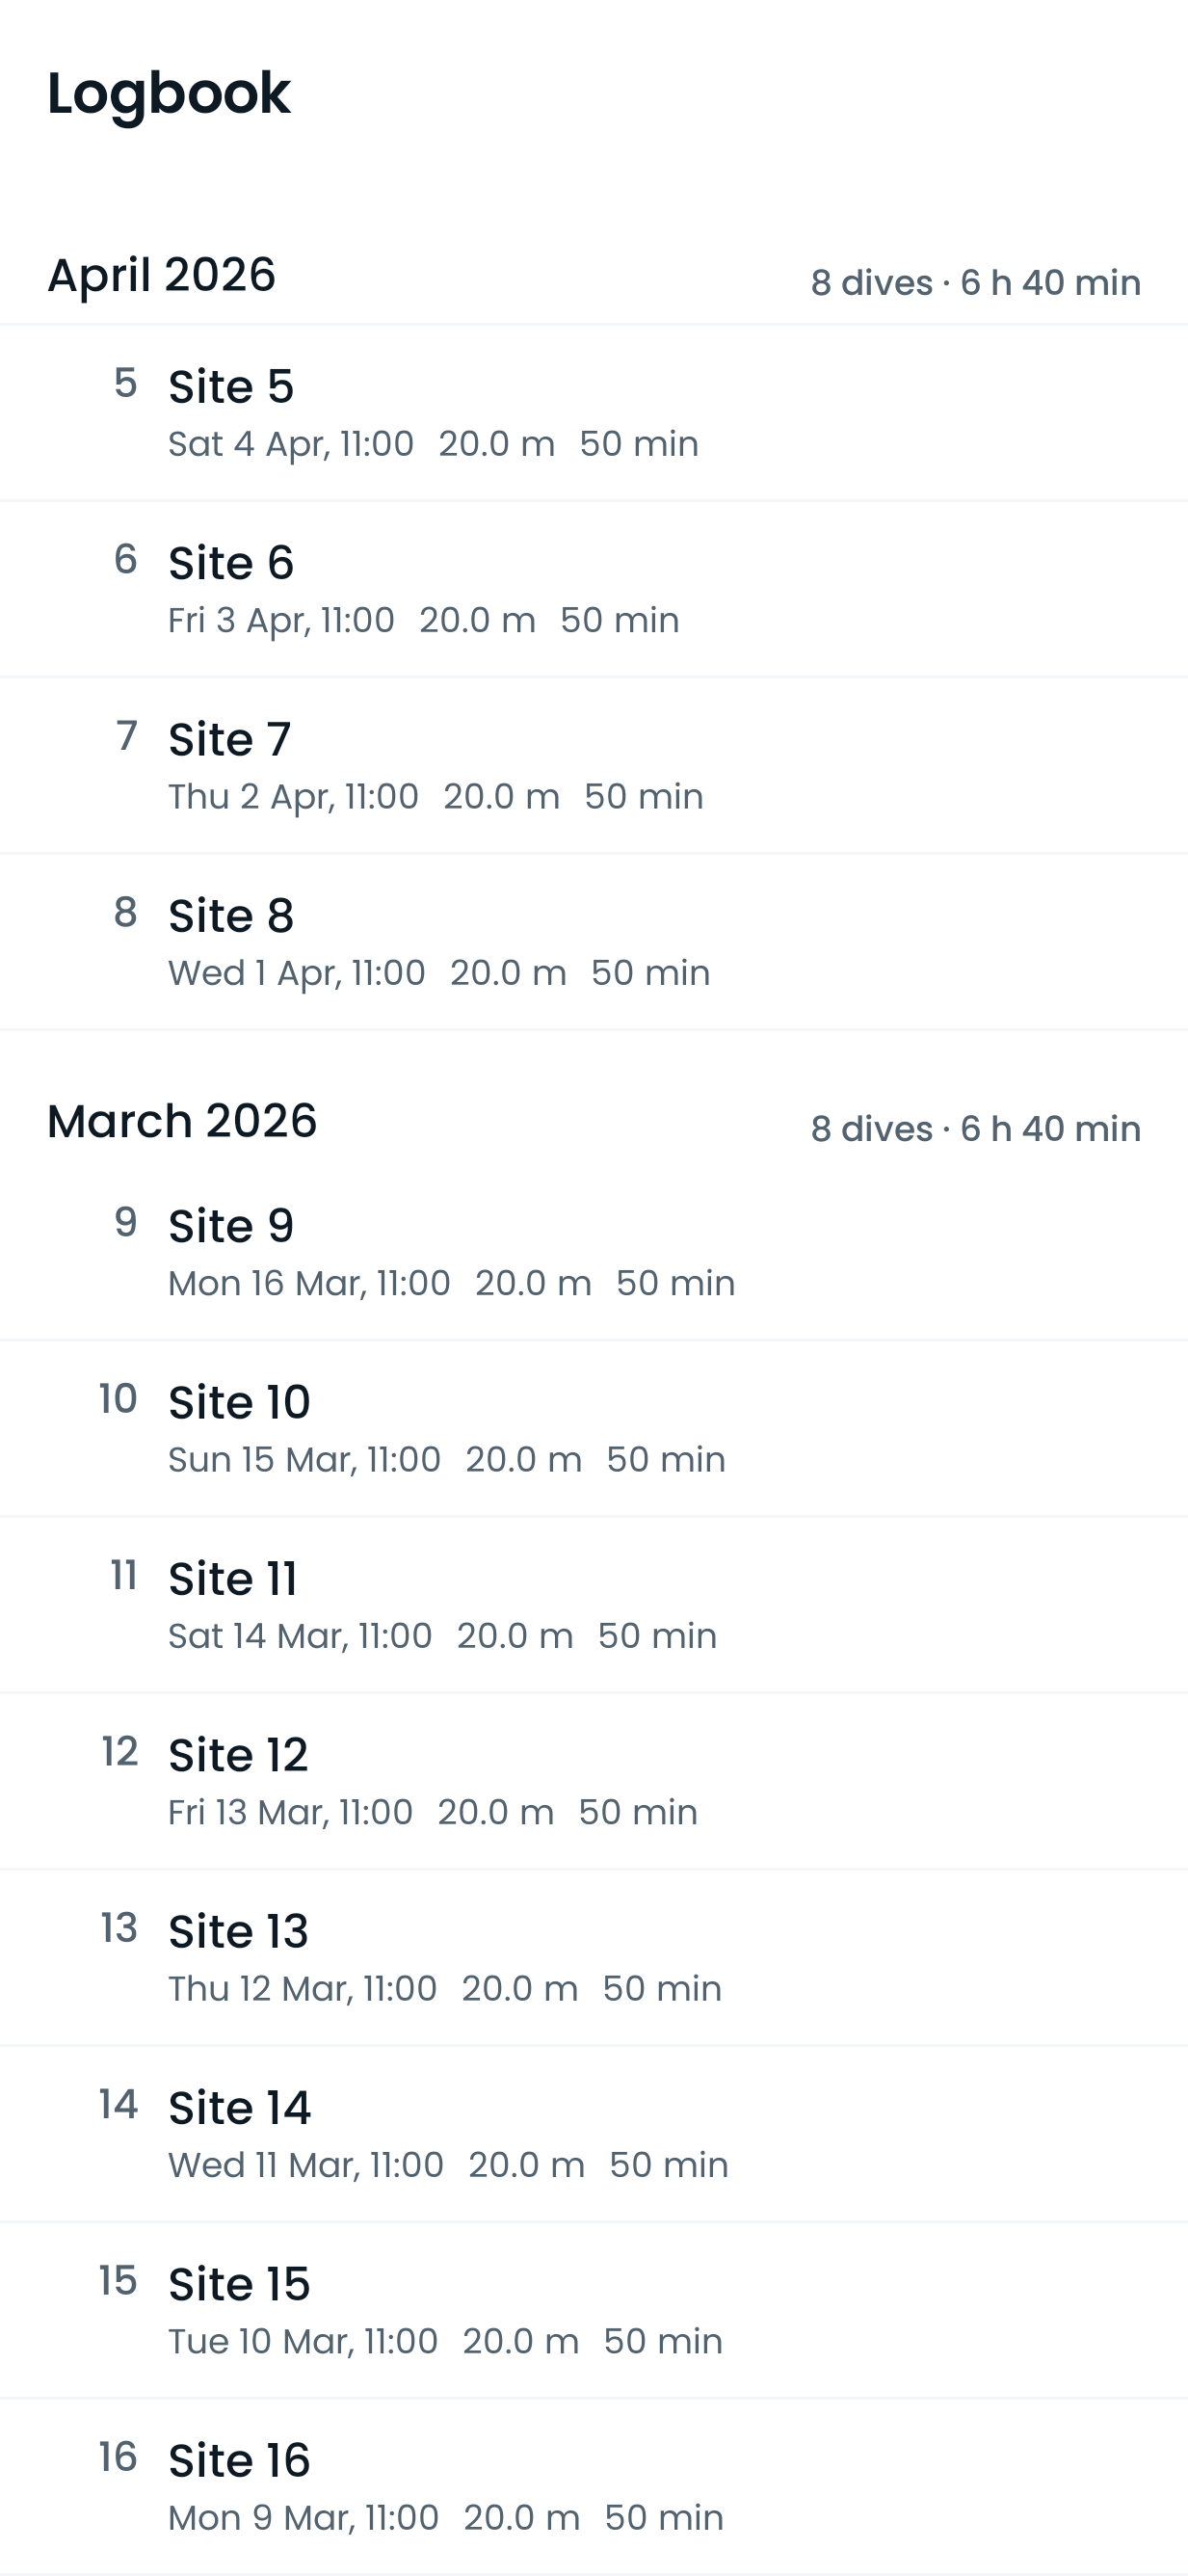 Logbook
April 2026 8 dives · 6 h 40 min
5 Site 5
Sat 4 Apr, 11:00 20.0 m 50 min
6 Site 6
Fri 3 Apr, 11:00 20.0 m 50 min
7 Site 7
Thu 2 Apr, 11:00 20.0 m 50 min
8 Site 8
Wed 1 Apr, 11:00 20.0 m 50 min
March 2026 8 dives · 6 h 40 min
9 Site 9
Mon 16 Mar, 11:00 20.0 m 50 min
10 Site 10
Sun 15 Mar, 11:00 20.0 m 50 min
11 Site 11
Sat 14 Mar, 11:00 20.0 m 50 min
12 Site 12
Fri 13 Mar, 11:00 20.0 m 50 min
13 Site 13
Thu 12 Mar, 11:00 20.0 m 50 min
14 Site 14
Wed 11 Mar, 11:00 20.0 m 50 min
15 Site 15
Tue 10 Mar, 11:00 20.0 m 50 min
16 Site 16
Mon 9 Mar, 11:00 20.0 m 50 min